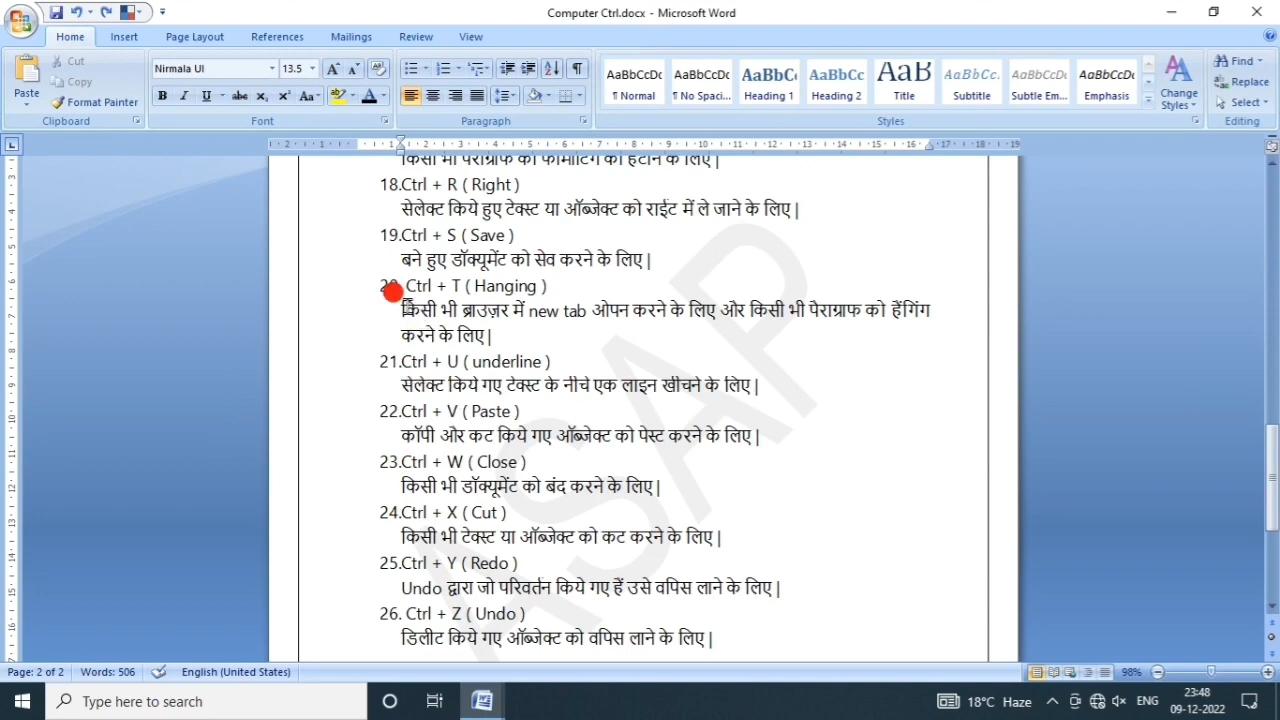 Computer Ctrl.docx - Microsoft Word
Home Insert Page Layout References Mailings Review View
Paste
Cut
Copy
Format Painter
Clipboard
Nirmala UI 13.5
Font
Paragraph
AaBbCcDc AaBbCcDc AaBbC AaBbCc AaB AaBbCc. AaBbCcDc AaBbCcDc
¶ Normal ¶ No Spaci... Heading 1 Heading 2 Title Subtitle Subtle Em... Emphasis
Change Styles
Styles
Find
Replace
Select
Editing
किसी भी पैराग्राफ की फॉर्मेटिंग को हटाने के लिए |
18.Ctrl + R ( Right )
सेलेक्ट किये हुए टेक्स्ट या ऑब्जेक्ट को राईट में ले जाने के लिए |
19.Ctrl + S ( Save )
बने हुए डॉक्यूमेंट को सेव करने के लिए |
20. Ctrl + T ( Hanging )
किसी भी ब्राउज़र में new tab ओपन करने के लिए और किसी भी पैराग्राफ को हैंगिंग
करने के लिए |
21.Ctrl + U ( underline )
सेलेक्ट किये गए टेक्स्ट के नीचे एक लाइन खीचने के लिए |
22.Ctrl + V ( Paste )
कॉपी और कट किये गए ऑब्जेक्ट को पेस्ट करने के लिए |
23.Ctrl + W ( Close )
किसी भी डॉक्यूमेंट को बंद करने के लिए |
24.Ctrl + X ( Cut )
किसी भी टेक्स्ट या ऑब्जेक्ट को कट करने के लिए |
25.Ctrl + Y ( Redo )
Undo द्वारा जो परिवर्तन किये गए हें उसे वपिस लाने के लिए |
26. Ctrl + Z ( Undo )
डिलीट किये गए ऑब्जेक्ट को वपिस लाने के लिए |
ASAP
Page: 2 of 2 Words: 506 English (United States) 98%
Type here to search
18°C Haze ENG 23:48
09-12-2022